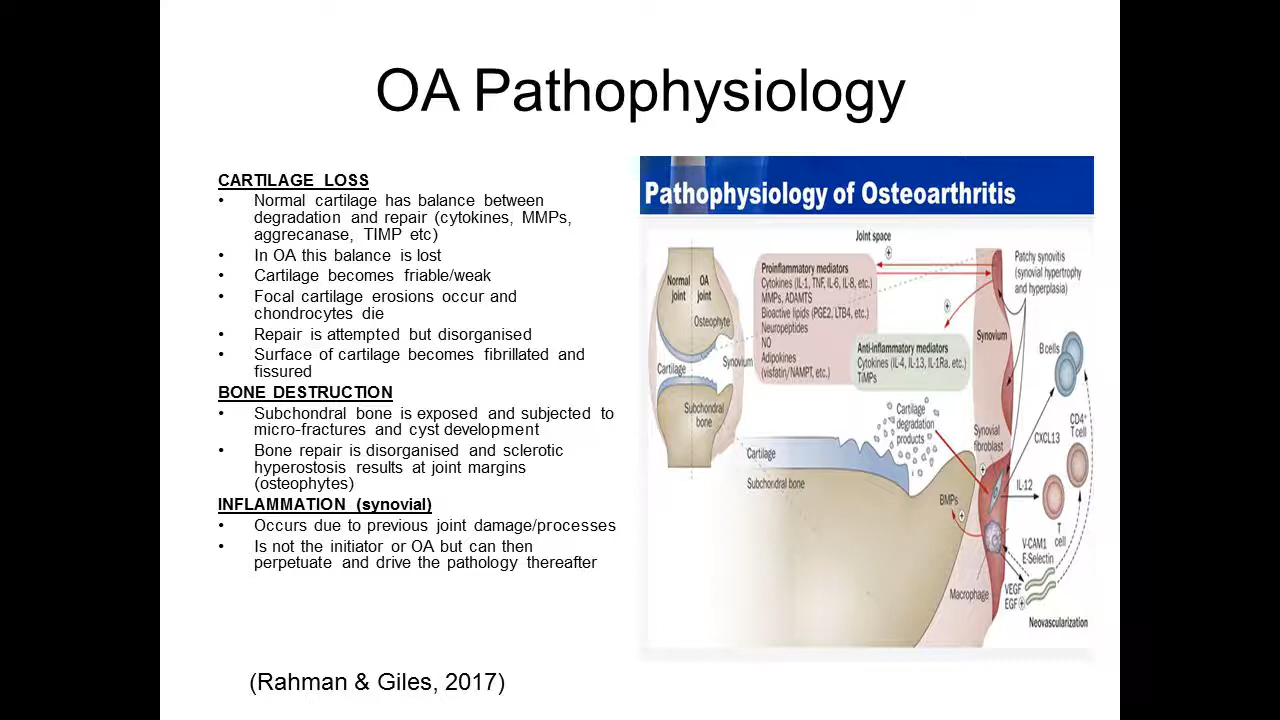 OA Pathophysiology
CARTILAGE LOSS
• Normal cartilage has balance between
degradation and repair (cytokines, MMPs,
aggrecanase, TIMP etc)
• In OA this balance is lost
• Cartilage becomes friable/weak
• Focal cartilage erosions occur and
chondrocytes die
• Repair is attempted but disorganised
• Surface of cartilage becomes fibrillated and
fissured
BONE DESTRUCTION
• Subchondral bone is exposed and subjected to
micro-fractures and cyst development
• Bone repair is disorganised and sclerotic
hyperostosis results at joint margins
(osteophytes)
INFLAMMATION (synovial)
• Occurs due to previous joint damage/processes
• Is not the initiator or OA but can then
perpetuate and drive the pathology thereafter
(Rahman & Giles, 2017)
Pathophysiology of Osteoarthritis
Joint space
Normal
joint
OA
joint
Osteophyte
Cartilage
Synovium
Subchondral
bone
Proinflammatory mediators
Cytokines (IL-1, TNF, IL-6, IL-8, etc.)
MMPs, ADAMTS
Bioactive lipids (PGE2, LTB4, etc.)
Neuropeptides
NO
Adipokines
(visfatin/NAMPT, etc.)
+
+
Anti-inflammatory mediators
Cytokines (IL-4, IL-13, IL-1Ra, etc.)
TiMPs
Patchy synovitis
(synovial hypertrophy
and hyperplasia)
Synovium
B cells
Cartilage
degradation
products
Synovial
fibroblast
CXCL13
CD4+
T cell
Cartilage
Subchondral bone
+
IL-12
BMPs
+
T
cell
V-CAM1
E-Selectin
Macrophage
VEGF
EGF +
Neovascularization